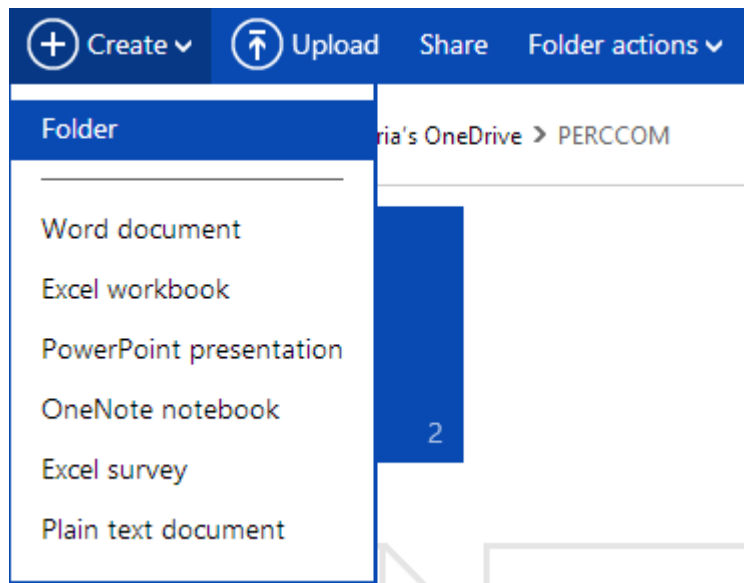 Create Upload Share Folder actions
Folder
ria's OneDrive > PERCCOM
Word document
Excel workbook
PowerPoint presentation
OneNote notebook
2
Excel survey
Plain text document